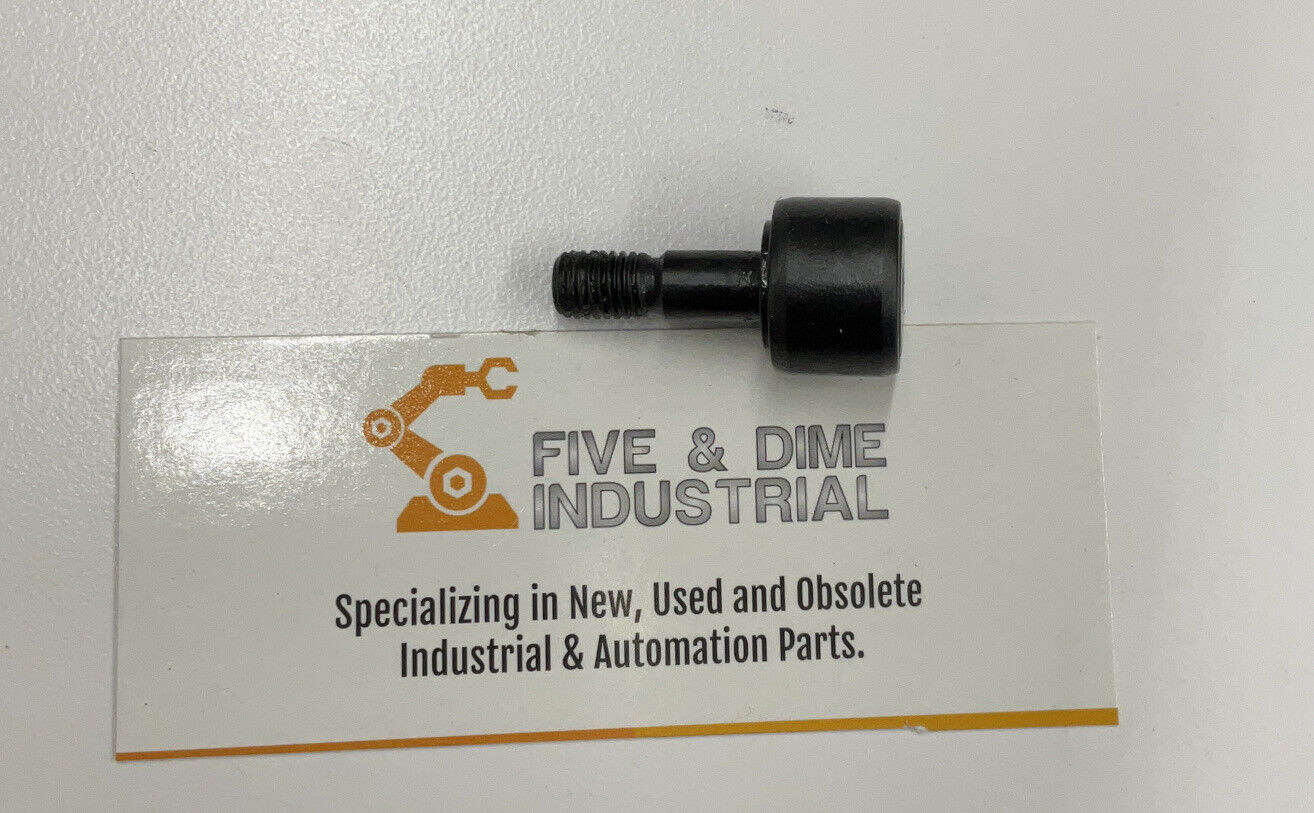 FIVE & DIME
INDUSTRIAL
Specializing in New, Used and Obsolete
Industrial & Automation Parts.